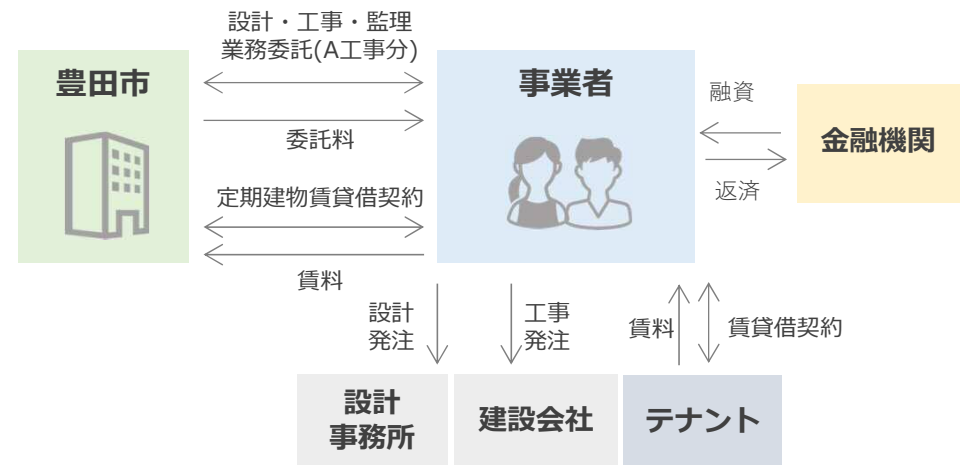 設計・工事・監理
業務委託(A工事分)
豊田市
事業者
融資
金融機関
委託料
返済
定期建物賃貸借契約
賃料
設計
発注
工事
発注
賃料
賃貸借契約
設計
事務所
建設会社
テナント